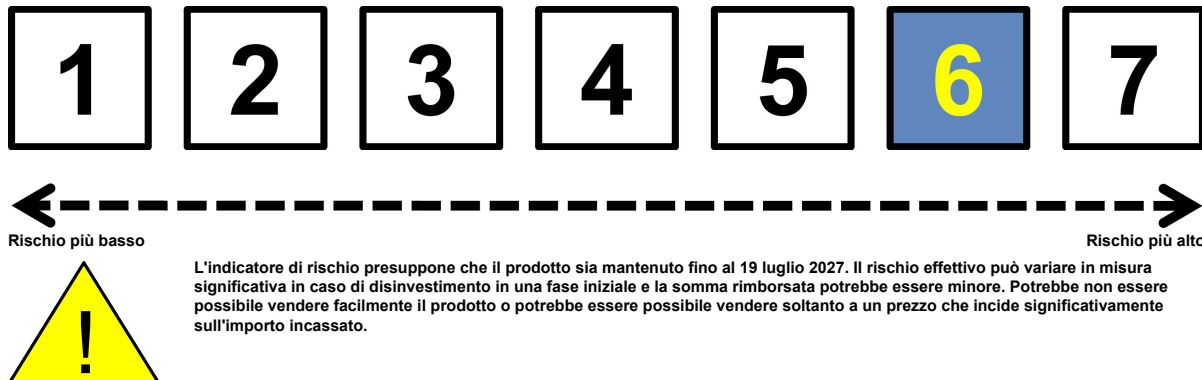 1 2 3 4 5 6 7
Rischio più basso Rischio più alto
L'indicatore di rischio presuppone che il prodotto sia mantenuto fino al 19 luglio 2027. Il rischio effettivo può variare in misura
significativa in caso di disinvestimento in una fase iniziale e la somma rimborsata potrebbe essere minore. Potrebbe non essere
possibile vendere facilmente il prodotto o potrebbe essere possibile vendere soltanto a un prezzo che incide significativamente
sull'importo incassato.
!